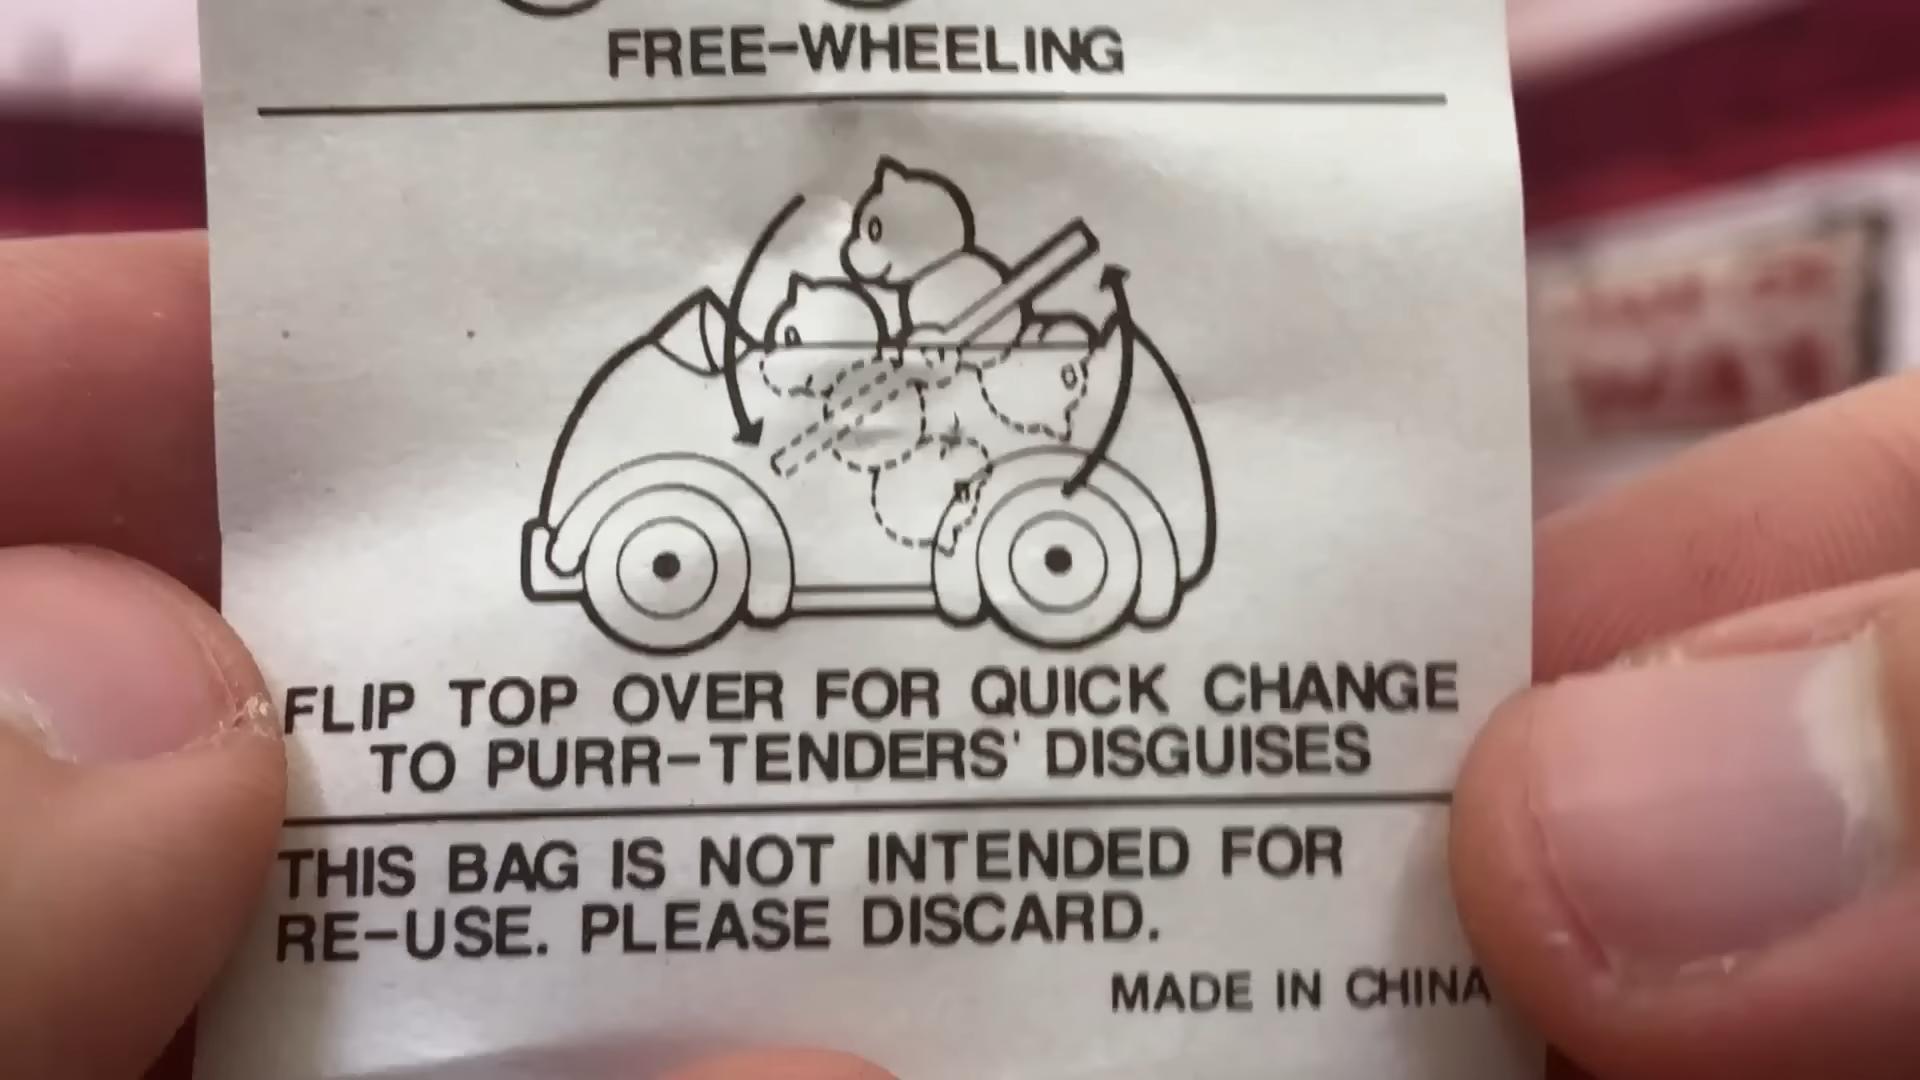 FREE-WHEELING
FLIP TOP OVER FOR QUICK CHANGE
TO PURR-TENDERS' DISGUISES
THIS BAG IS NOT INTENDED FOR
RE-USE. PLEASE DISCARD.
MADE IN CHINA